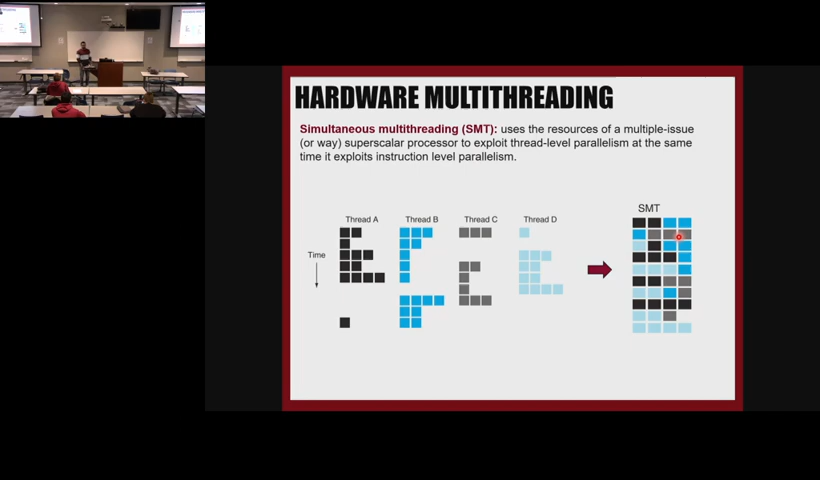 HARDWARE MULTITHREADING
Simultaneous multithreading (SMT): uses the resources of a multiple-issue
(or way) superscalar processor to exploit thread-level parallelism at the same
time it exploits instruction level parallelism.
SMT
Thread A Thread B Thread C Thread D
Time